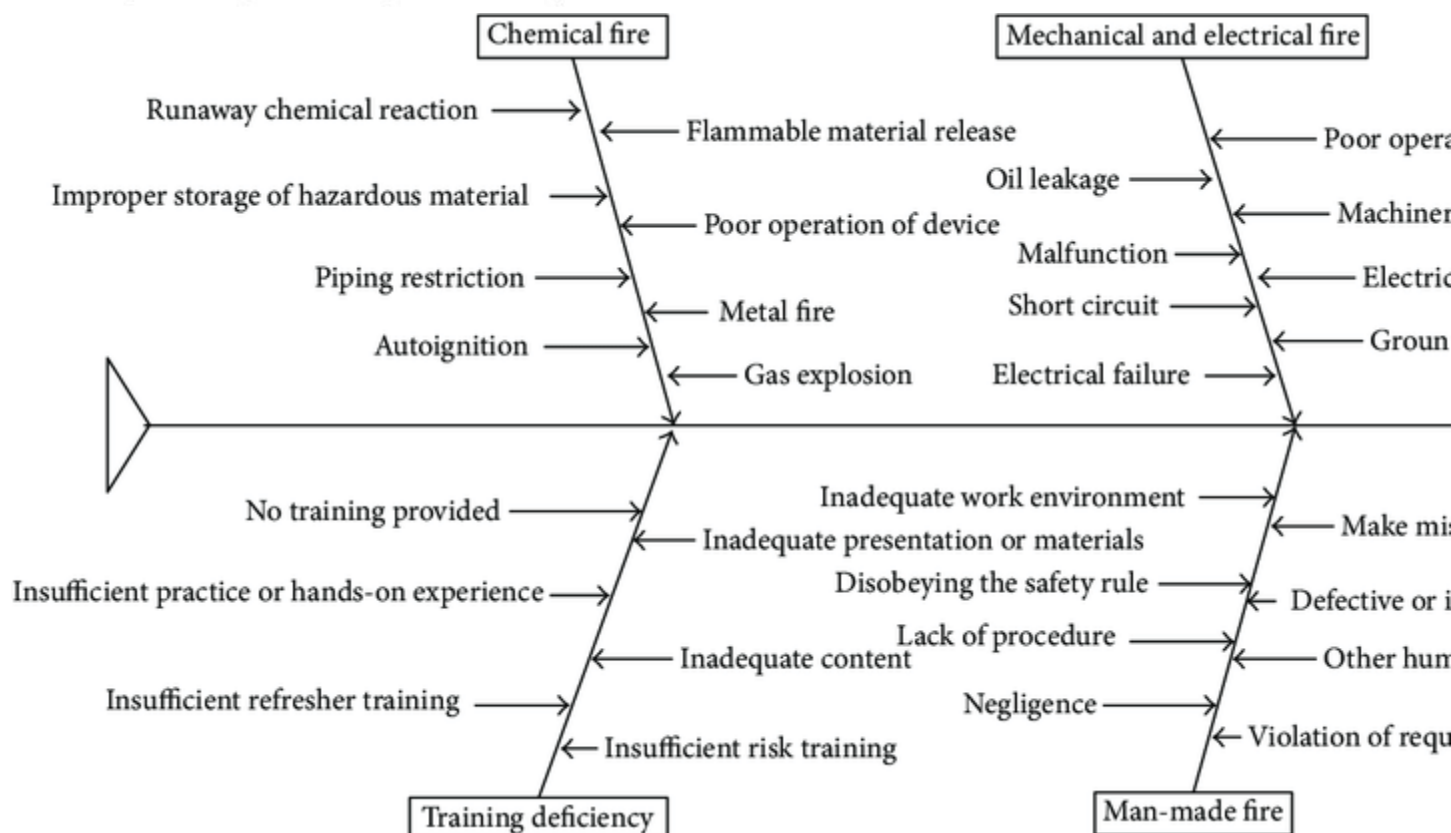 Chemical fire
Mechanical and electrical fire
Runaway chemical reaction
Flammable material release
Improper storage of hazardous material
Poor operation of device
Piping restriction
Metal fire
Autoignition
Gas explosion
Poor opera
Oil leakage
Machiner
Malfunction
Electric
Short circuit
Groun
Electrical failure
No training provided
Inadequate presentation or materials
Insufficient practice or hands-on experience
Inadequate content
Insufficient refresher training
Insufficient risk training
Inadequate work environment
Make mis
Disobeying the safety rule
Defective or i
Lack of procedure
Other hum
Negligence
Violation of requ
Training deficiency
Man-made fire